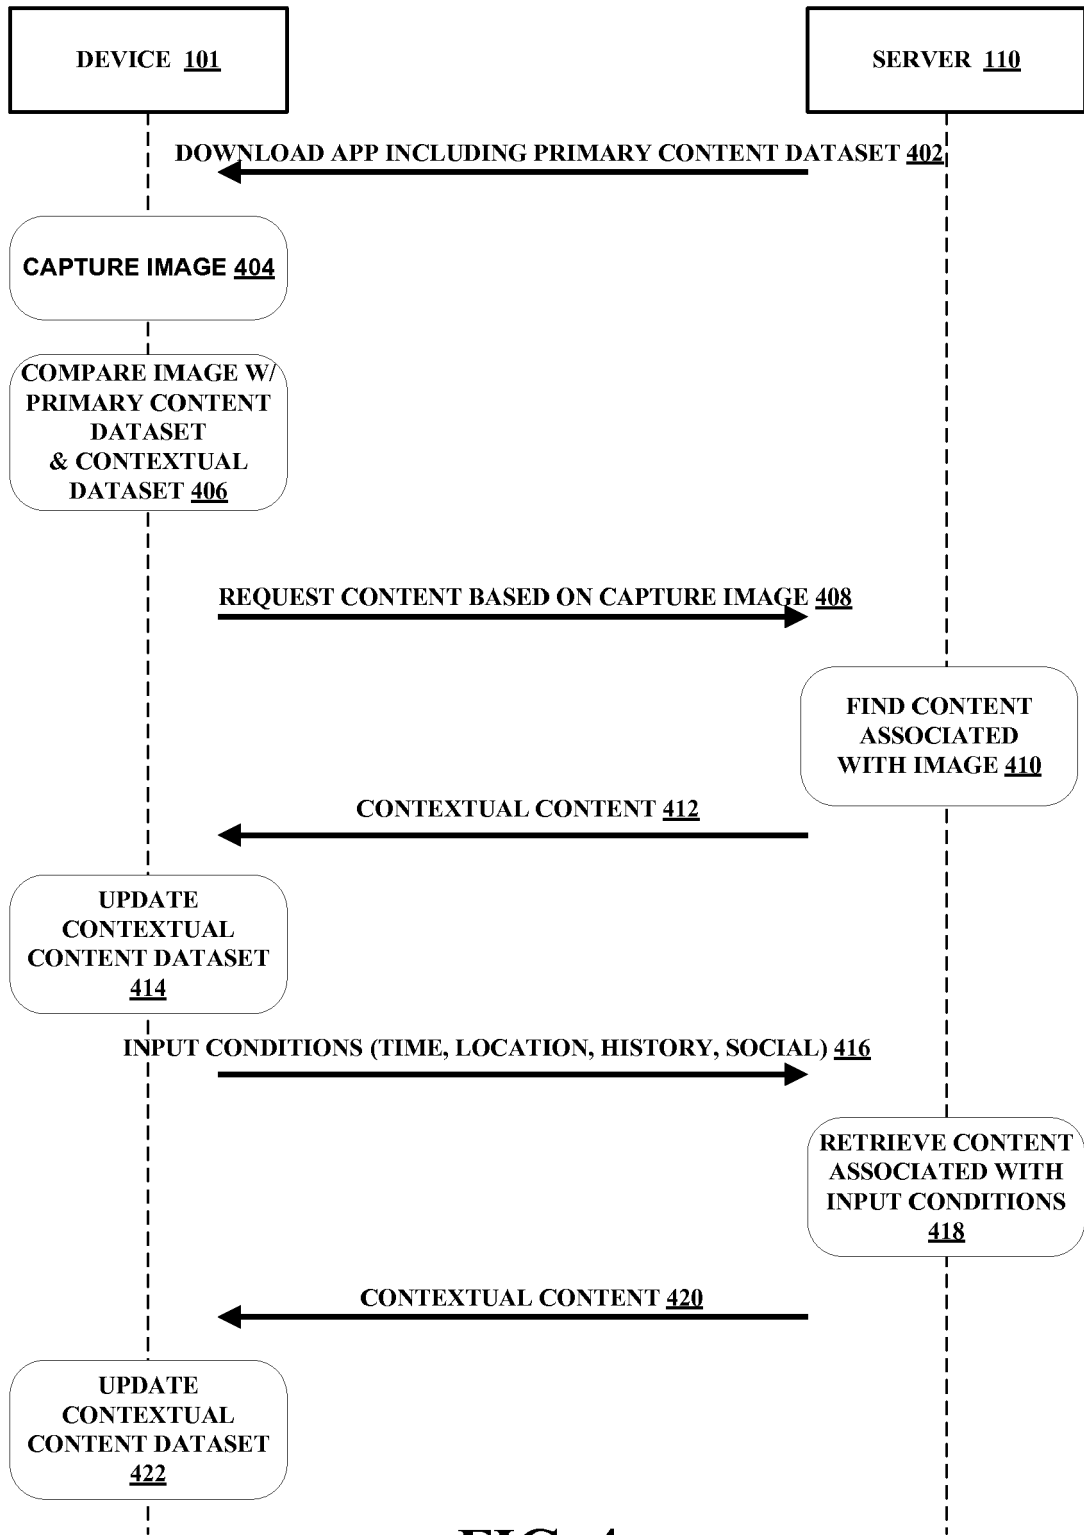 DEVICE 101
SERVER 110
DOWNLOAD APP INCLUDING PRIMARY CONTENT DATASET 402
CAPTURE IMAGE 404
COMPARE IMAGE W/
PRIMARY CONTENT
DATASET
& CONTEXTUAL
DATASET 406
REQUEST CONTENT BASED ON CAPTURE IMAGE 408
FIND CONTENT
ASSOCIATED
WITH IMAGE 410
CONTEXTUAL CONTENT 412
UPDATE
CONTEXTUAL
CONTENT DATASET
414
INPUT CONDITIONS (TIME, LOCATION, HISTORY, SOCIAL) 416
RETRIEVE CONTENT
ASSOCIATED WITH
INPUT CONDITIONS
418
CONTEXTUAL CONTENT 420
UPDATE
CONTEXTUAL
CONTENT DATASET
422
FIG. 4